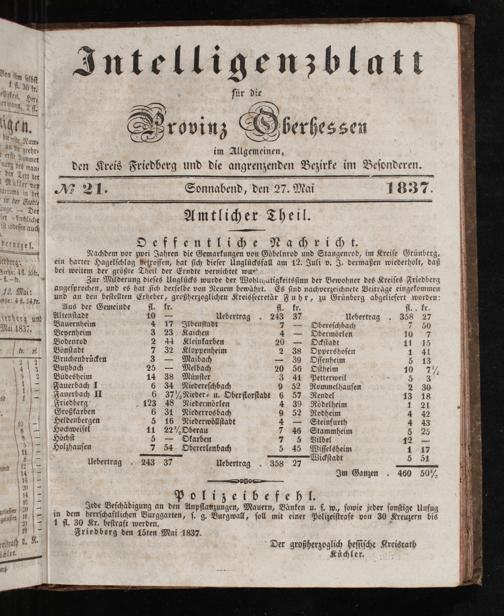 Intelligenzblatt
für die
Provinz Oberhessen
im Allgemeinen,
den Kreis Friedberg und die angrenzenden Bezirke im Besonderen.
№ 21. Sonnabend, den 27. Mai 1837.
Amtlicher Theil.
Oeffentliche Nachricht.
Nachdem vor zwei Jahren die Gemarkungen von Göbelnrod und Stangenrod, im Kreise Grünberg,
ein harter Hagelschlag betroffen, hat sich dieser Unglücksfall am 12. Juli v. J. dermaßen wiederholt, daß
bei weitem der größte Theil der Erndte vernichtet war.
Zur Milderung dieses Unglücks wurde der Wohlthätigkeitssinn der Bewohner des Kreises Friedberg
angesprochen, und es hat sich derselbe von Neuem bewährt. Es sind nachverzeichnete Beiträge eingekommen
und an den bestellten Erheber, großherzoglichen Kreissecretär Fuhr, zu Grünberg abgeliefert worden:
Aus der Gemeinde fl. kr. fl. kr. fl. kr.
Altenstadt 10 — Uebertrag . 243 37 Uebertrag . 358 27
Bauernheim 4 17 Ilbenstadt 7 — Obereschbach 7 50
Beyenheim 3 23 Kaichen 4 — Obermörlen 10 7
Bodenrod 2 44 Kleinkarben 20 — Ockstadt 11 15
Bönstadt 7 32 Kloppenheim 2 38 Oppershofen 1 41
Bruchenbrücken 3 — Maibach — 39 Ossenheim 5 13
Butzbach 25 — Melbach 20 56 Ostheim 10 7½
Büdesheim 14 38 Münster 3 41 Petterweil 5 3
Fauerbach I 6 34 Niedereschbach 9 52 Rommelhausen 2 30
Fauerbach II 6 37½ Nieder- u. Oberflorstadt 6 57 Rendel 13 18
Friedberg 123 48 Niedermörlen 4 39 Rödelheim 1 21
Großkarben 6 31 Niederrosbach 9 52 Rodheim 4 42
Heldenbergen 5 16 Niederwöllstadt 4 — Steinfurth 4 43
Hochweisel 11 22½ Oberau 7 46 Stammheim 5 25
Höchst 5 — Okarben 7 5 Vilbel 12 —
Holzhausen 7 54 Obererlenbach 5 45 Wisselsheim 1 17
Wickstadt 5 51
Uebertrag . 243 37 Uebertrag . 358 27
Im Ganzen . 460 50½
Polizeibefehl.
Jede Beschädigung an den Anpflanzungen, Mauern, Bänken u. s. w., sowie jeder sonstige Unfug
in dem herrschaftlichen Burggarten, s. g. Burgwall, soll mit einer Polizeistrafe von 30 Kreuzern bis
1 fl. 30 Kr. bestraft werden.
Friedberg den 15ten Mai 1837.
Der großherzoglich hessische Kreisrath
Küchler.